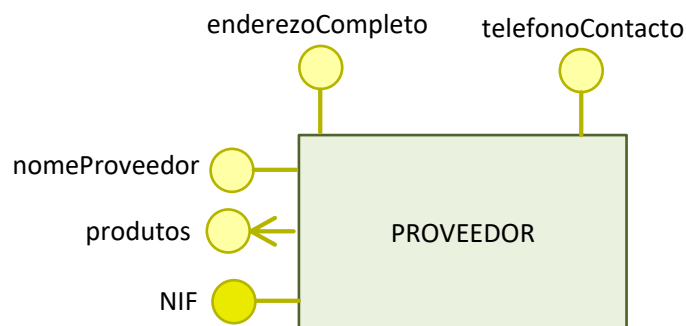 enderezoCompleto
telefonoContacto
nomeProveedor
produtos
PROVEEDOR
NIF